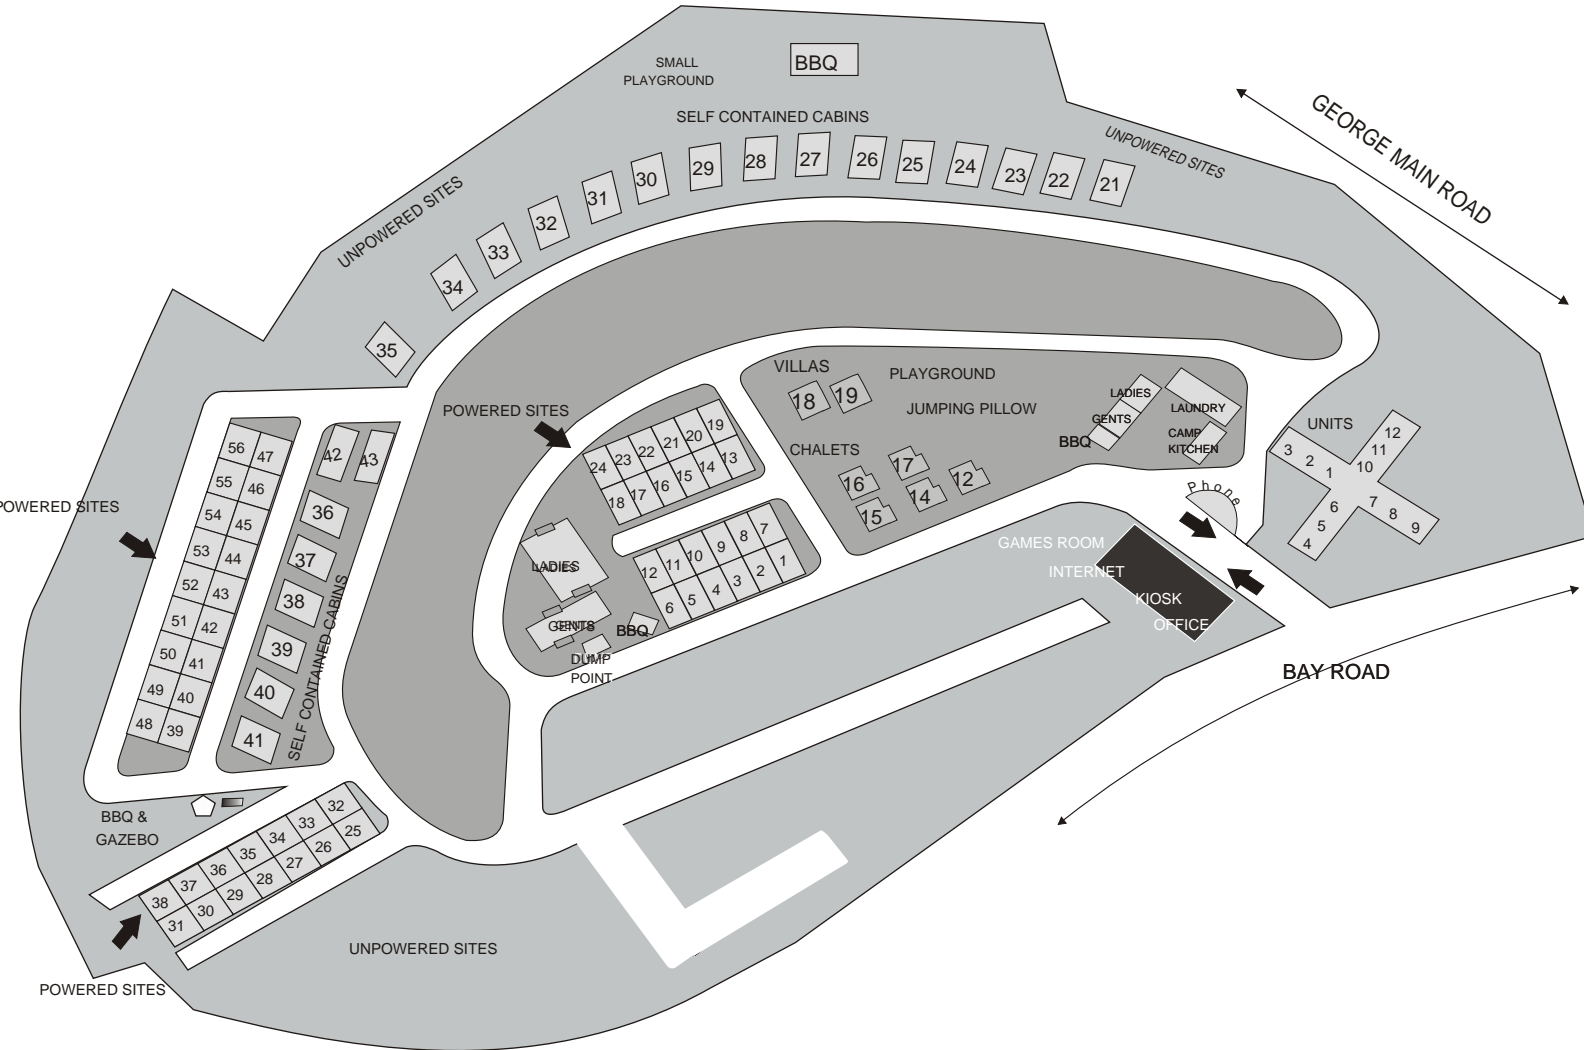 SMALL
PLAYGROUND
BBQ
SELF CONTAINED CABINS
UNPOWERED SITES
GEORGE MAIN ROAD
UNPOWERED SITES
35
34
33
32
31
30
29
28
27
26
25
24
23
22
21
POWERED SITES
VILLAS
18
19
PLAYGROUND
JUMPING PILLOW
CHALETS
16
17
15
14
12
LADIES
GENTS
BBQ
LAUNDRY
CAMP
KITCHEN
UNITS
3 2 1
12 11 10
6 5 4
7 8 9
Phone
24 23 22 21 20 19
18 17 16 15 14 13
12 11 10 9 8 7
6 5 4 3 2 1
LADIES
GENTS
BBQ
DUMP
POINT
GAMES ROOM
INTERNET
KIOSK
OFFICE
BAY ROAD
POWERED SITES
56 47
55 46
54 45
53 44
52 43
51 42
50 41
49 40
48 39
42 43
36
37
38
39
40
41
SELF CONTAINED CABINS
BBQ &
GAZEBO
38 37 36 35 34 33 32
31 30 29 28 27 26 25
POWERED SITES
UNPOWERED SITES